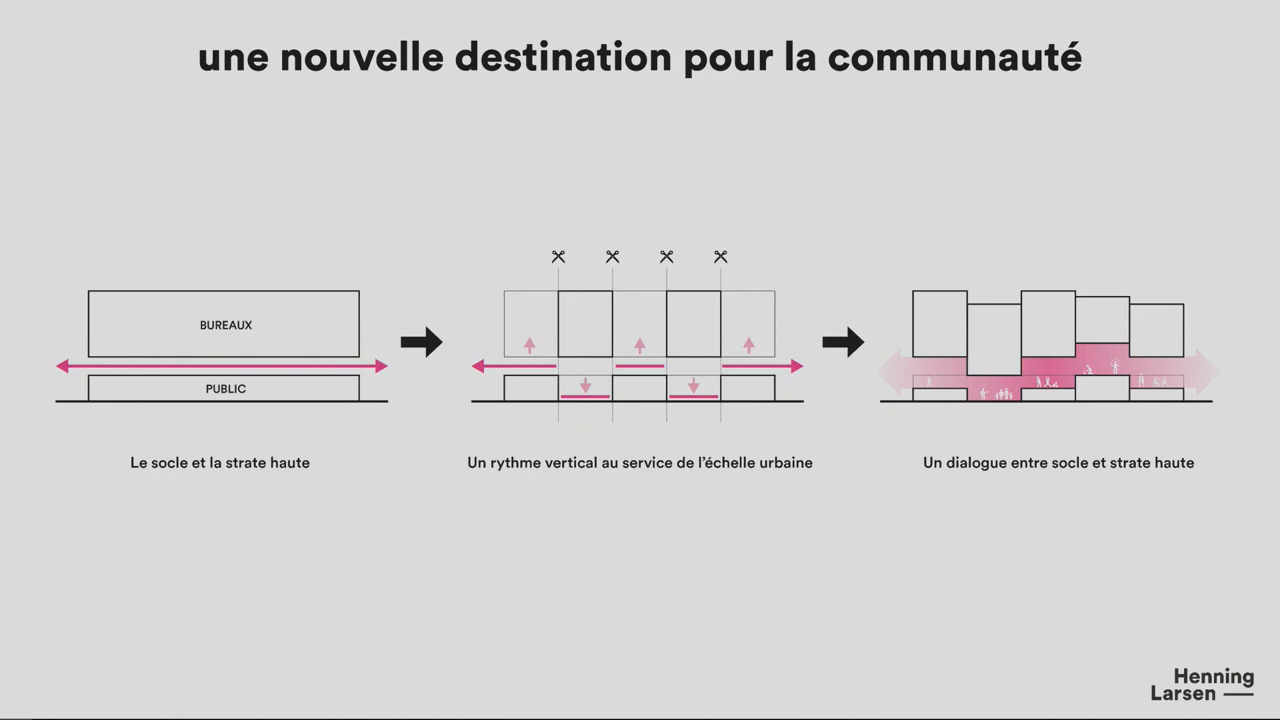 une nouvelle destination pour la communauté
BUREAUX
PUBLIC
Le socle et la strate haute
Un rythme vertical au service de l’échelle urbaine
Un dialogue entre socle et strate haute
Henning
Larsen